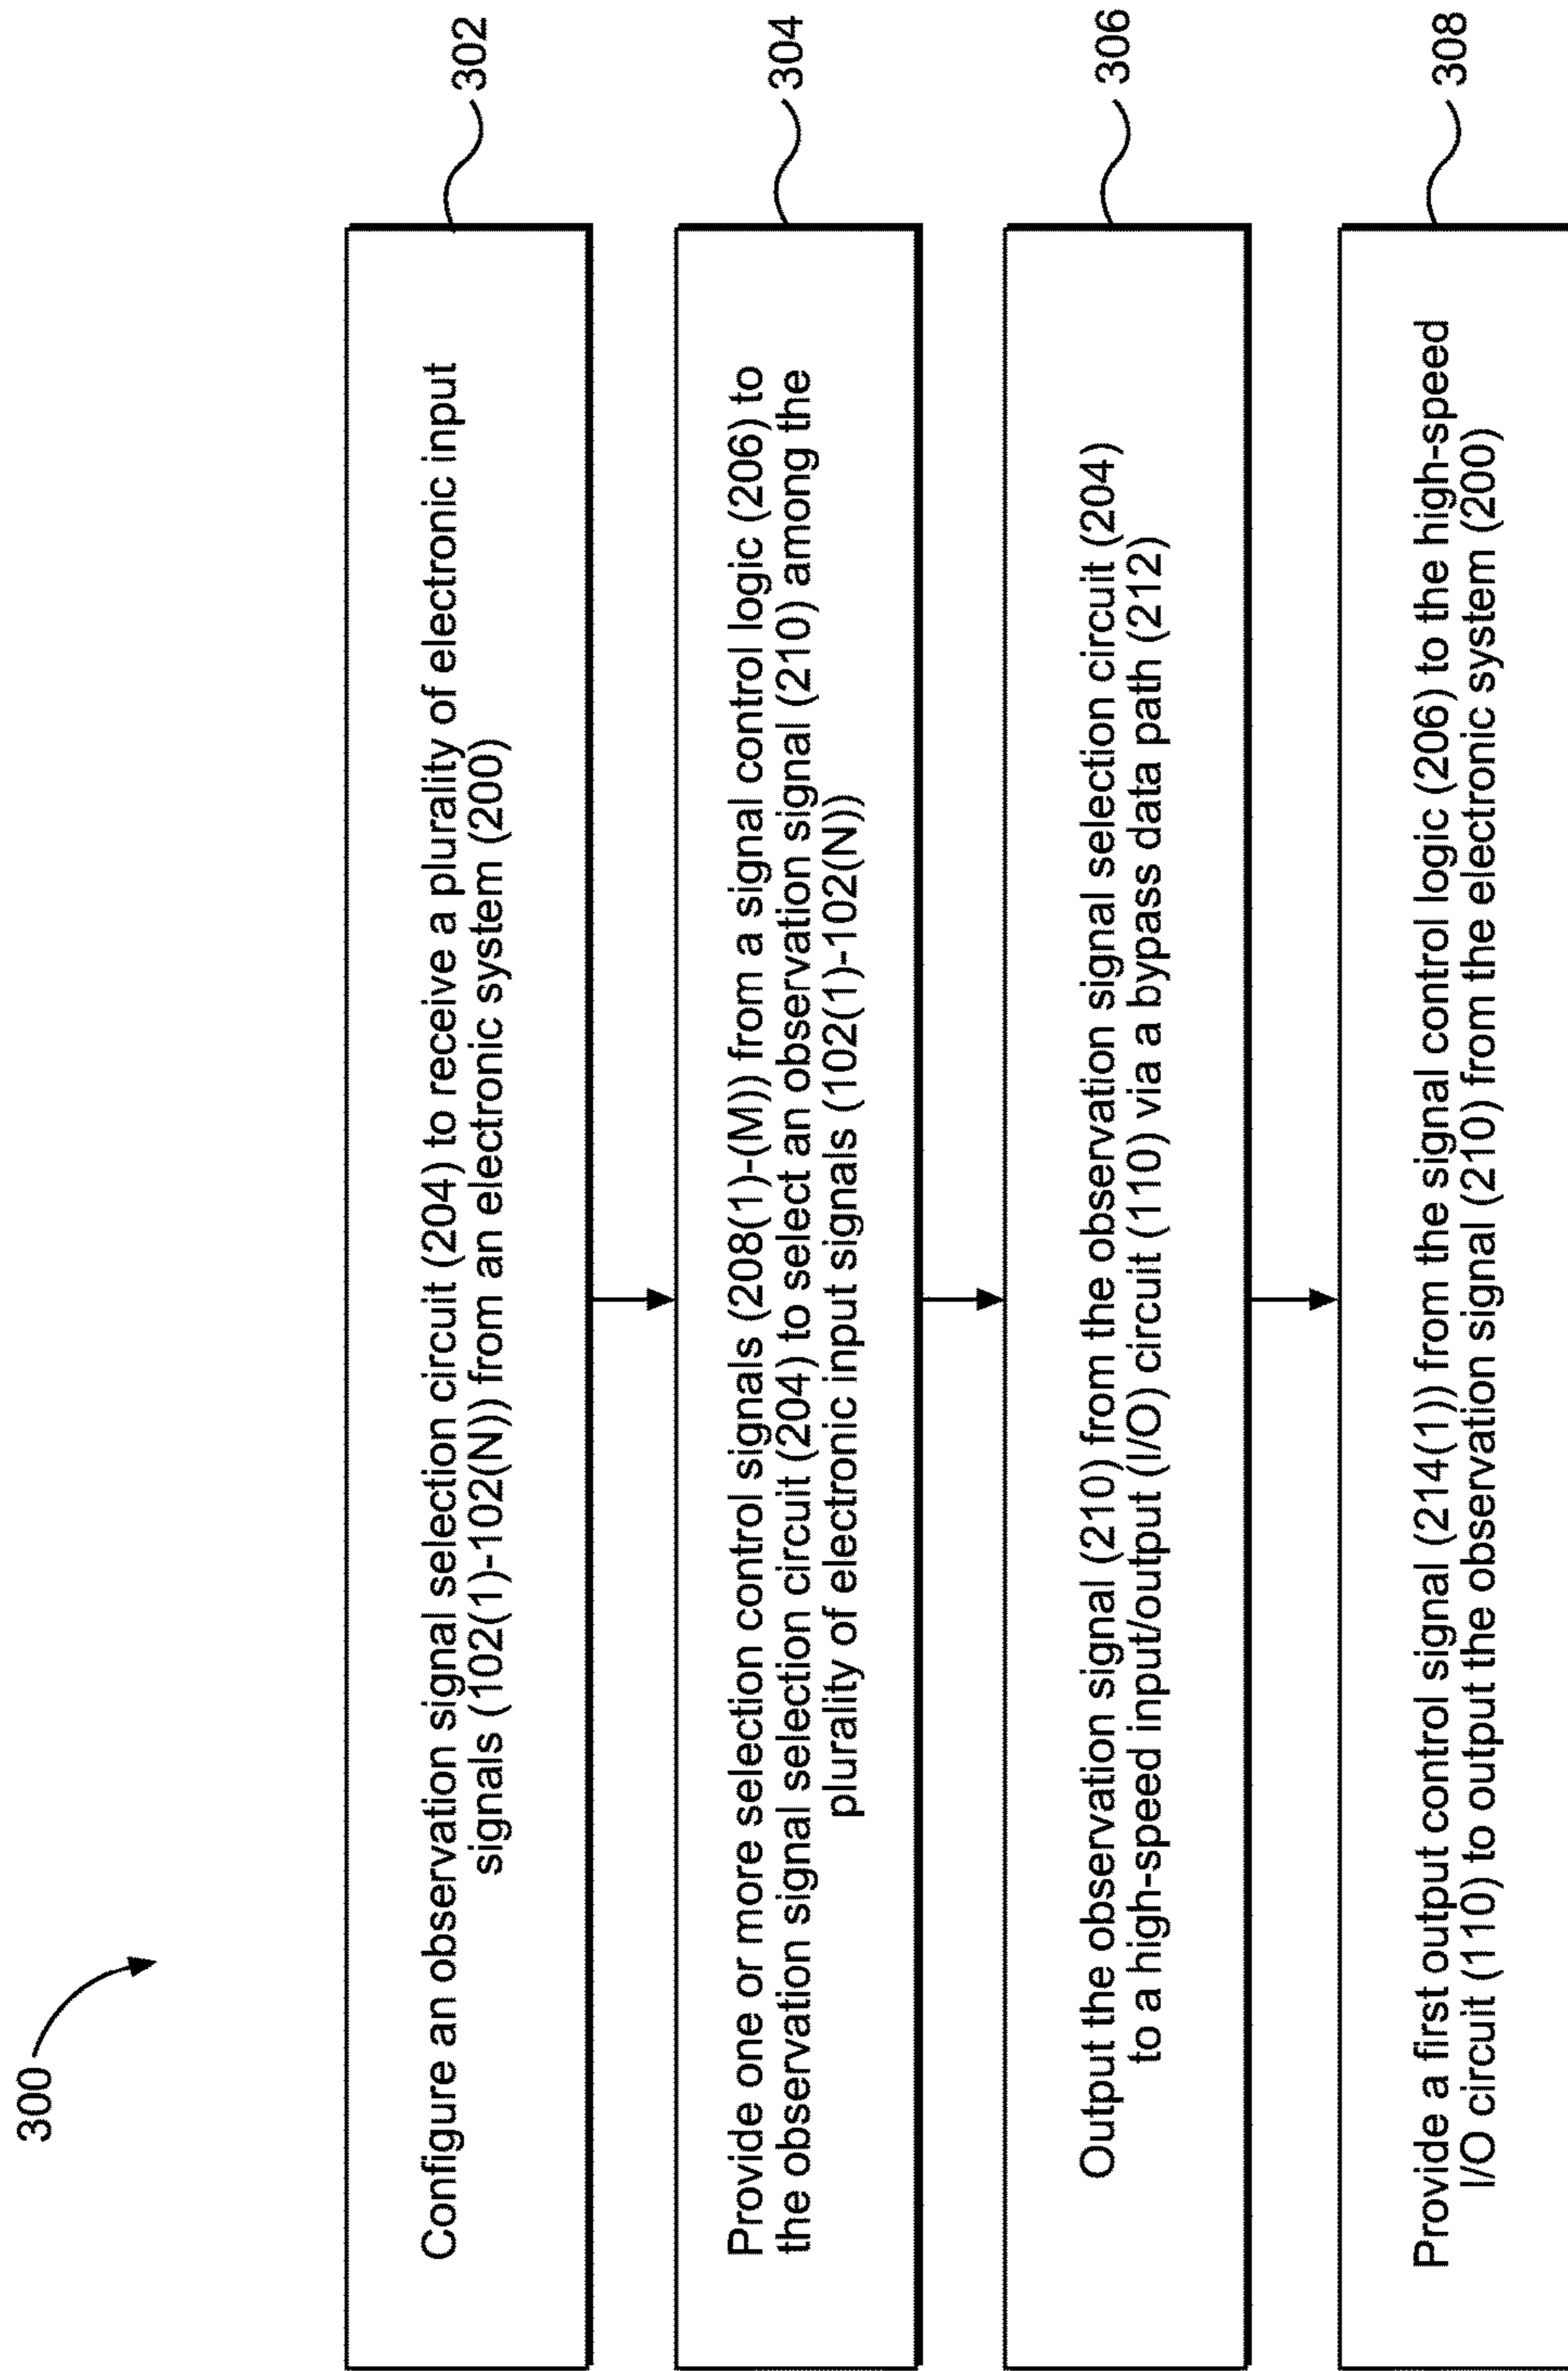 300
Configure an observation signal selection circuit (204) to receive a plurality of electronic input
signals (102(1)-102(N)) from an electronic system (200)
302
Provide one or more selection control signals (208(1)-(M)) from a signal control logic (206) to
the observation signal selection circuit (204) to select an observation signal (210) among the
plurality of electronic input signals (102(1)-102(N))
304
Output the observation signal (210) from the observation signal selection circuit (204)
to a high-speed input/output (I/O) circuit (110) via a bypass data path (212)
306
Provide a first output control signal (214(1)) from the signal control logic (206) to the high-speed
I/O circuit (110) to output the observation signal (210) from the electronic system (200)
308